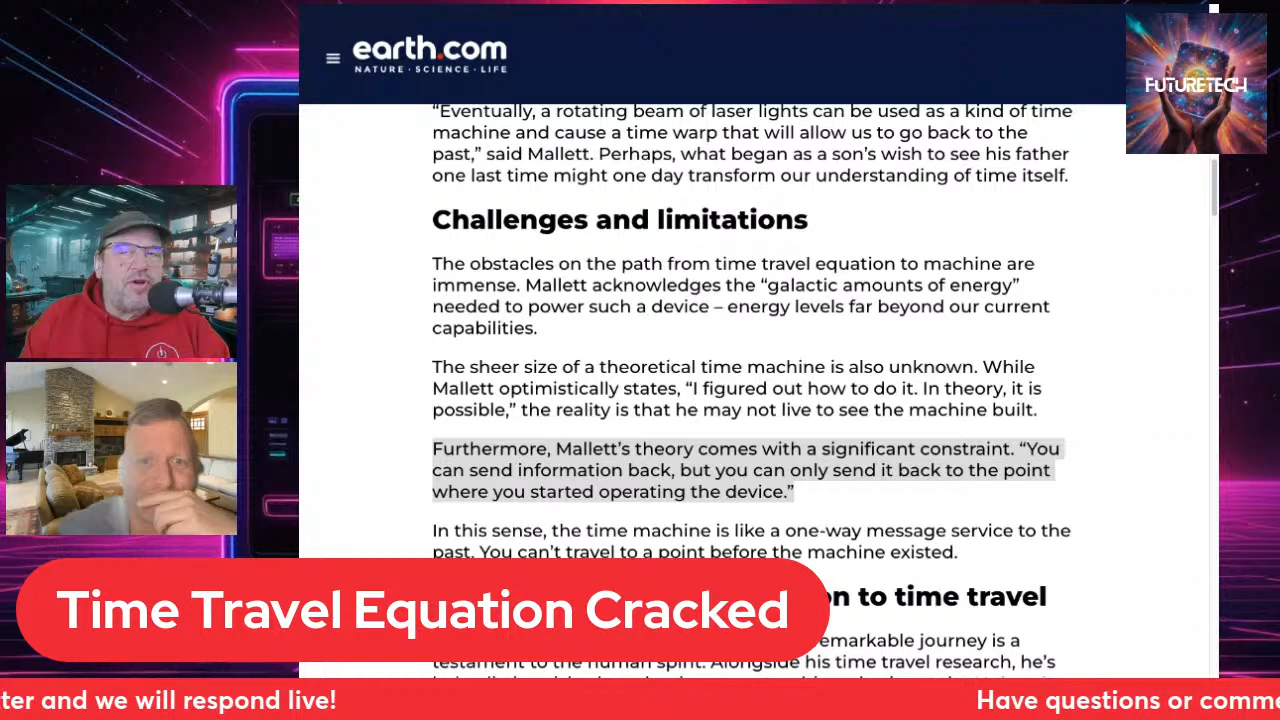 earth.com
NATURE · SCIENCE · LIFE
FUTURETECH
“Eventually, a rotating beam of laser lights can be used as a kind of time
machine and cause a time warp that will allow us to go back to the
past,” said Mallett. Perhaps, what began as a son’s wish to see his father
one last time might one day transform our understanding of time itself.
Challenges and limitations
The obstacles on the path from time travel equation to machine are
immense. Mallett acknowledges the “galactic amounts of energy”
needed to power such a device – energy levels far beyond our current
capabilities.
The sheer size of a theoretical time machine is also unknown. While
Mallett optimistically states, “I figured out how to do it. In theory, it is
possible,” the reality is that he may not live to see the machine built.
Furthermore, Mallett’s theory comes with a significant constraint. “You
can send information back, but you can only send it back to the point
where you started operating the device.”
In this sense, the time machine is like a one-way message service to the
past. You can’t travel to a point before the machine existed.
on to time travel
emarkable journey is a
testament to the human spirit. Alongside his time travel research, he’s
Time Travel Equation Cracked
ter and we will respond live!
Have questions or comme